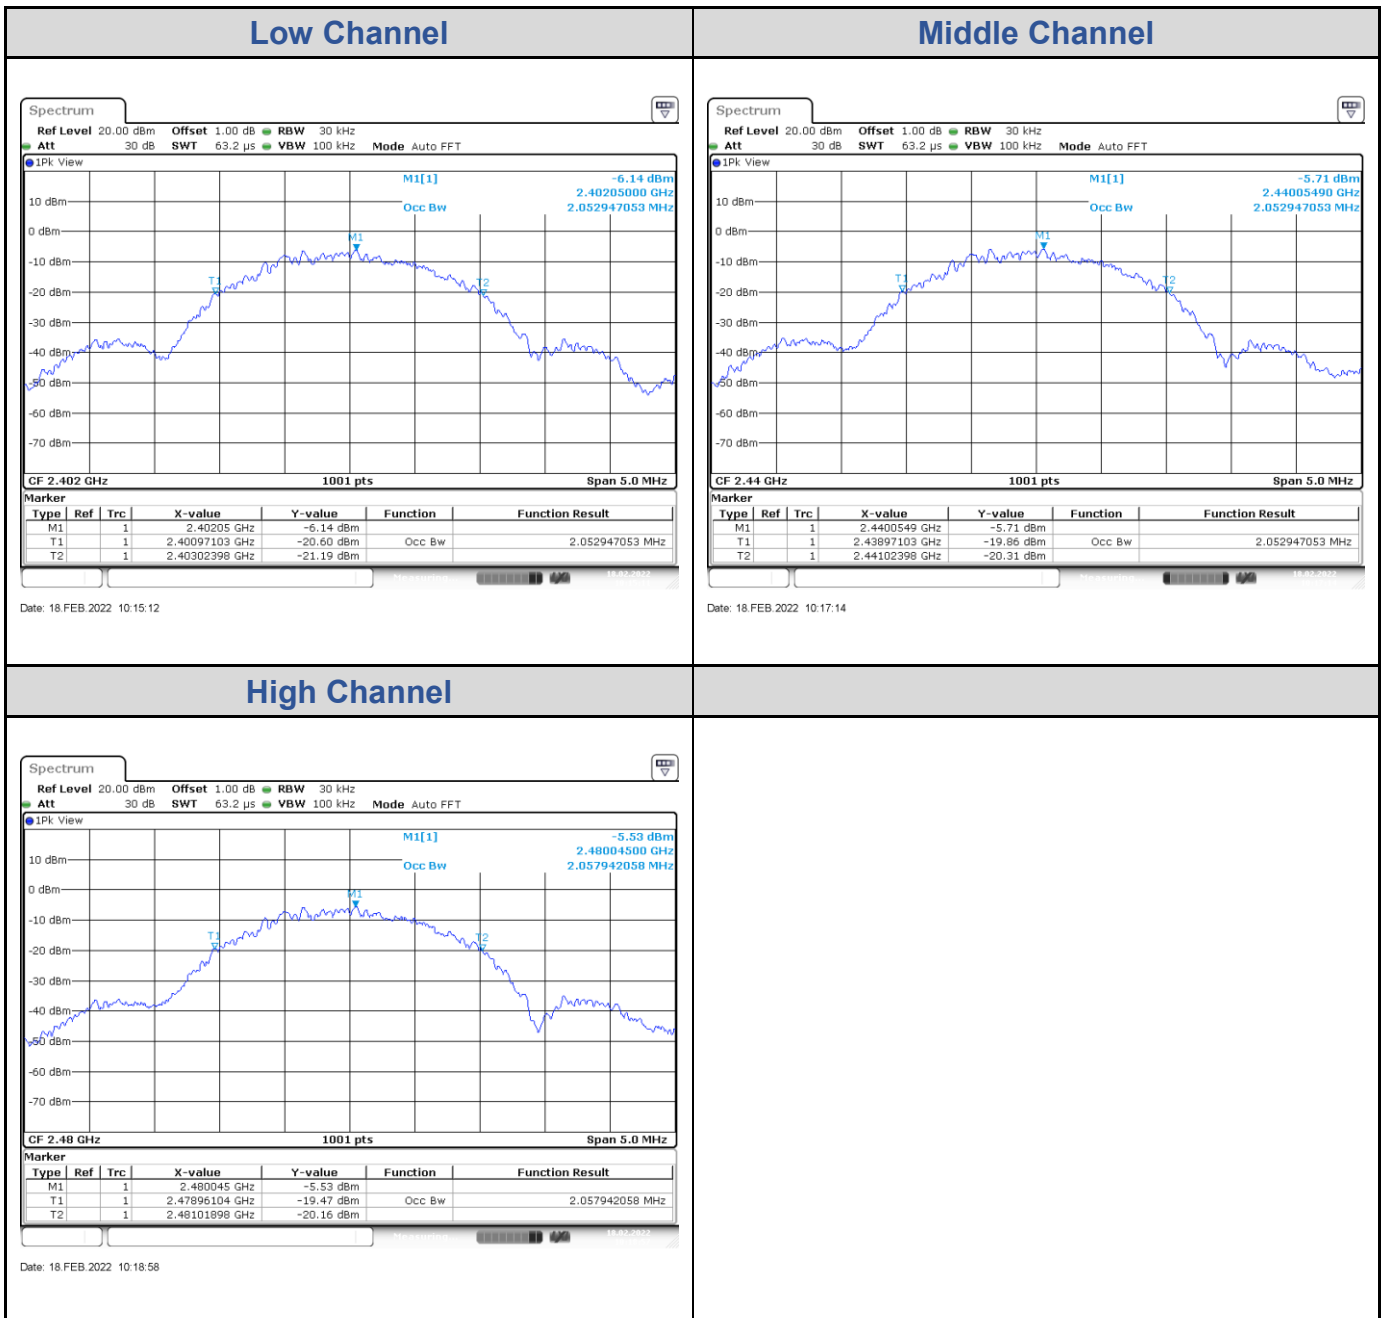 Low Channel
Spectrum
Ref Level 20.00 dBm Offset 1.00 dB RBW 30 kHz
Att 30 dB SWT 63.2 µs VBW 100 kHz Mode Auto FFT
1Pk View
M1[1] -6.14 dBm
2.40205000 GHz
Occ Bw 2.052947053 MHz
10 dBm
0 dBm
M1
-10 dBm
T1
T2
-20 dBm
-30 dBm
-40 dBm
-50 dBm
-60 dBm
-70 dBm
CF 2.402 GHz 1001 pts Span 5.0 MHz
Marker
Type Ref Trc X-value Y-value Function Function Result
M1 1 2.40205 GHz -6.14 dBm
T1 1 2.40097103 GHz -20.60 dBm Occ Bw 2.052947053 MHz
T2 1 2.40302398 GHz -21.19 dBm
Measuring 18.02.2022
Date: 18.FEB.2022 10:15:12
Middle Channel
Spectrum
Ref Level 20.00 dBm Offset 1.00 dB RBW 30 kHz
Att 30 dB SWT 63.2 µs VBW 100 kHz Mode Auto FFT
1Pk View
M1[1] -5.71 dBm
2.44005490 GHz
Occ Bw 2.052947053 MHz
10 dBm
0 dBm
M1
-10 dBm
T1
T2
-20 dBm
-30 dBm
-40 dBm
-50 dBm
-60 dBm
-70 dBm
CF 2.44 GHz 1001 pts Span 5.0 MHz
Marker
Type Ref Trc X-value Y-value Function Function Result
M1 1 2.4400549 GHz -5.71 dBm
T1 1 2.43897103 GHz -19.86 dBm Occ Bw 2.052947053 MHz
T2 1 2.44102398 GHz -20.31 dBm
Measuring 18.02.2022
Date: 18.FEB.2022 10:17:14
High Channel
Spectrum
Ref Level 20.00 dBm Offset 1.00 dB RBW 30 kHz
Att 30 dB SWT 63.2 µs VBW 100 kHz Mode Auto FFT
1Pk View
M1[1] -5.53 dBm
2.48004500 GHz
Occ Bw 2.057942058 MHz
10 dBm
0 dBm
M1
-10 dBm
T1
T2
-20 dBm
-30 dBm
-40 dBm
-50 dBm
-60 dBm
-70 dBm
CF 2.48 GHz 1001 pts Span 5.0 MHz
Marker
Type Ref Trc X-value Y-value Function Function Result
M1 1 2.480045 GHz -5.53 dBm
T1 1 2.47896104 GHz -19.47 dBm Occ Bw 2.057942058 MHz
T2 1 2.48101898 GHz -20.16 dBm
Measuring 18.02.2022
Date: 18.FEB.2022 10:18:58